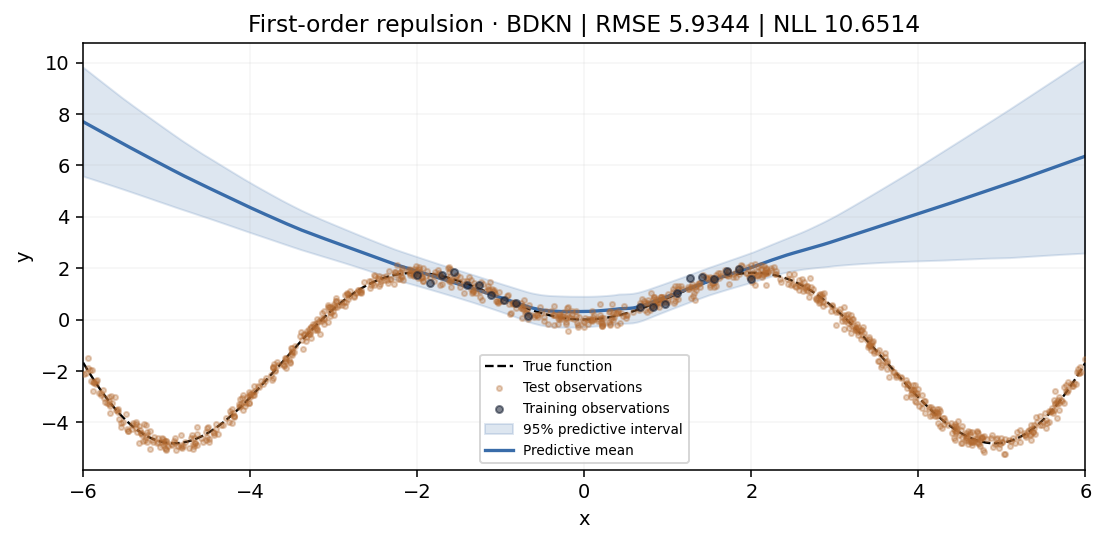 First-order repulsion · BDKN | RMSE 5.9344 | NLL 10.6514
10
8
6
4
2
0
−2
−4
y
True function
Test observations
Training observations
95% predictive interval
Predictive mean
−6
−4
−2
0
2
4
6
x